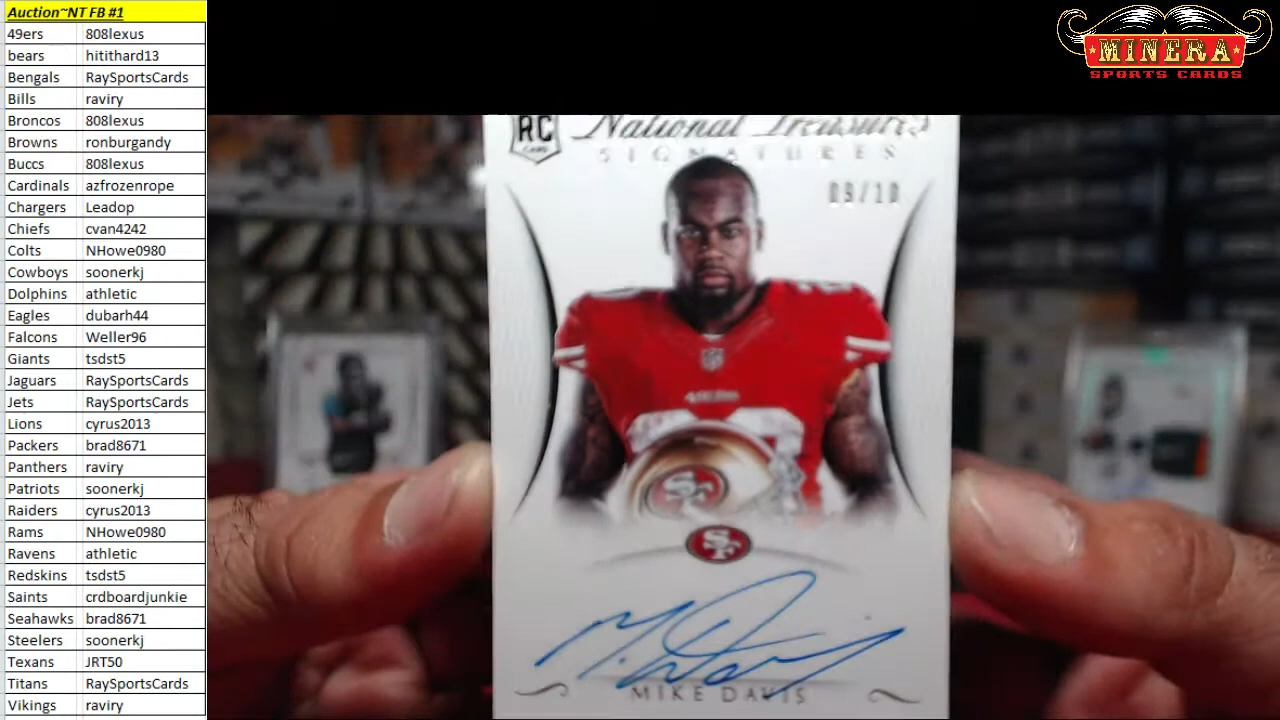 Auction~NT FB #1
49ers 808lexus
bears hitithard13
Bengals RaySportsCards
Bills raviry
Broncos 808lexus
Browns ronburgandy
Buccs 808lexus
Cardinals azfrozenrope
Chargers Leadop
Chiefs cvan4242
Colts NHowe0980
Cowboys soonerkj
Dolphins athletic
Eagles dubarh44
Falcons Weller96
Giants tsdst5
Jaguars RaySportsCards
Jets RaySportsCards
Lions cyrus2013
Packers brad8671
Panthers raviry
Patriots soonerkj
Raiders cyrus2013
Rams NHowe0980
Ravens athletic
Redskins tsdst5
Saints crdboardjunkie
Seahawks brad8671
Steelers soonerkj
Texans JRT50
Titans RaySportsCards
Vikings raviry
MINERA
SPORTS CARDS
RC
National Treasures
SIGNATURES
09/10
49ERS
SF
SF
M. Davis
MIKE DAVIS